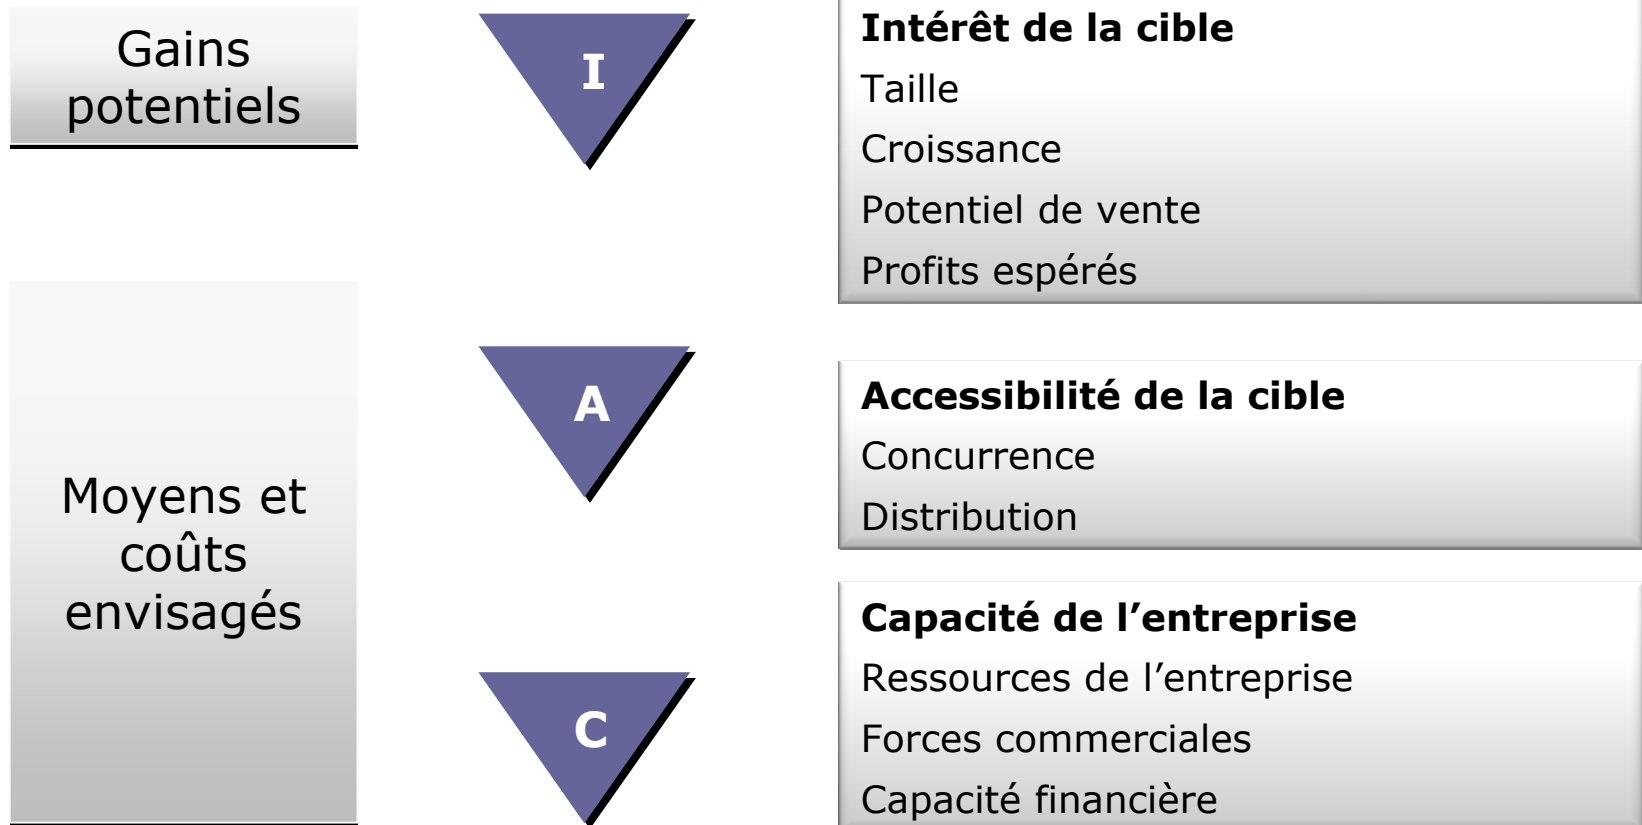 Gains
potentiels
I
Intérêt de la cible
Taille
Croissance
Potentiel de vente
Profits espérés
Moyens et
coûts
envisagés
A
Accessibilité de la cible
Concurrence
Distribution
C
Capacité de l’entreprise
Ressources de l’entreprise
Forces commerciales
Capacité financière